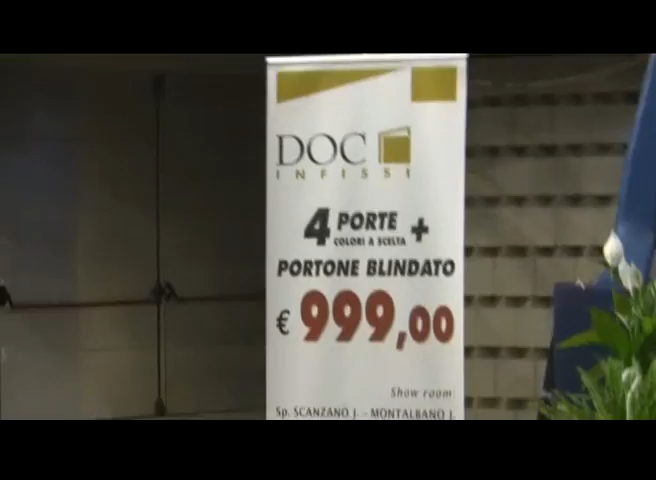 DOC
INFISSI
4 PORTE +
COLORI A SCELTA
PORTONE BLINDATO
€ 999,00
Show room
Sp. SCANZANO J. - MONTALBANO J.